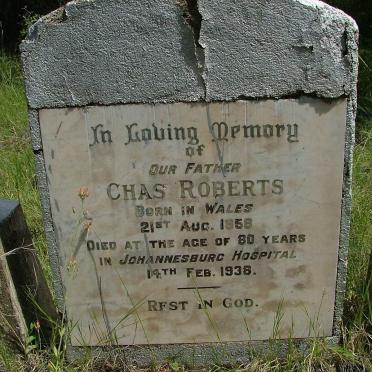 In Loving Memory
of
OUR FATHER
CHAS ROBERTS
BORN IN WALES
21ST AUG. 1858
DIED AT THE AGE OF 80 YEARS
IN JOHANNESBURG HOSPITAL
14TH FEB. 1938.
REST IN GOD.